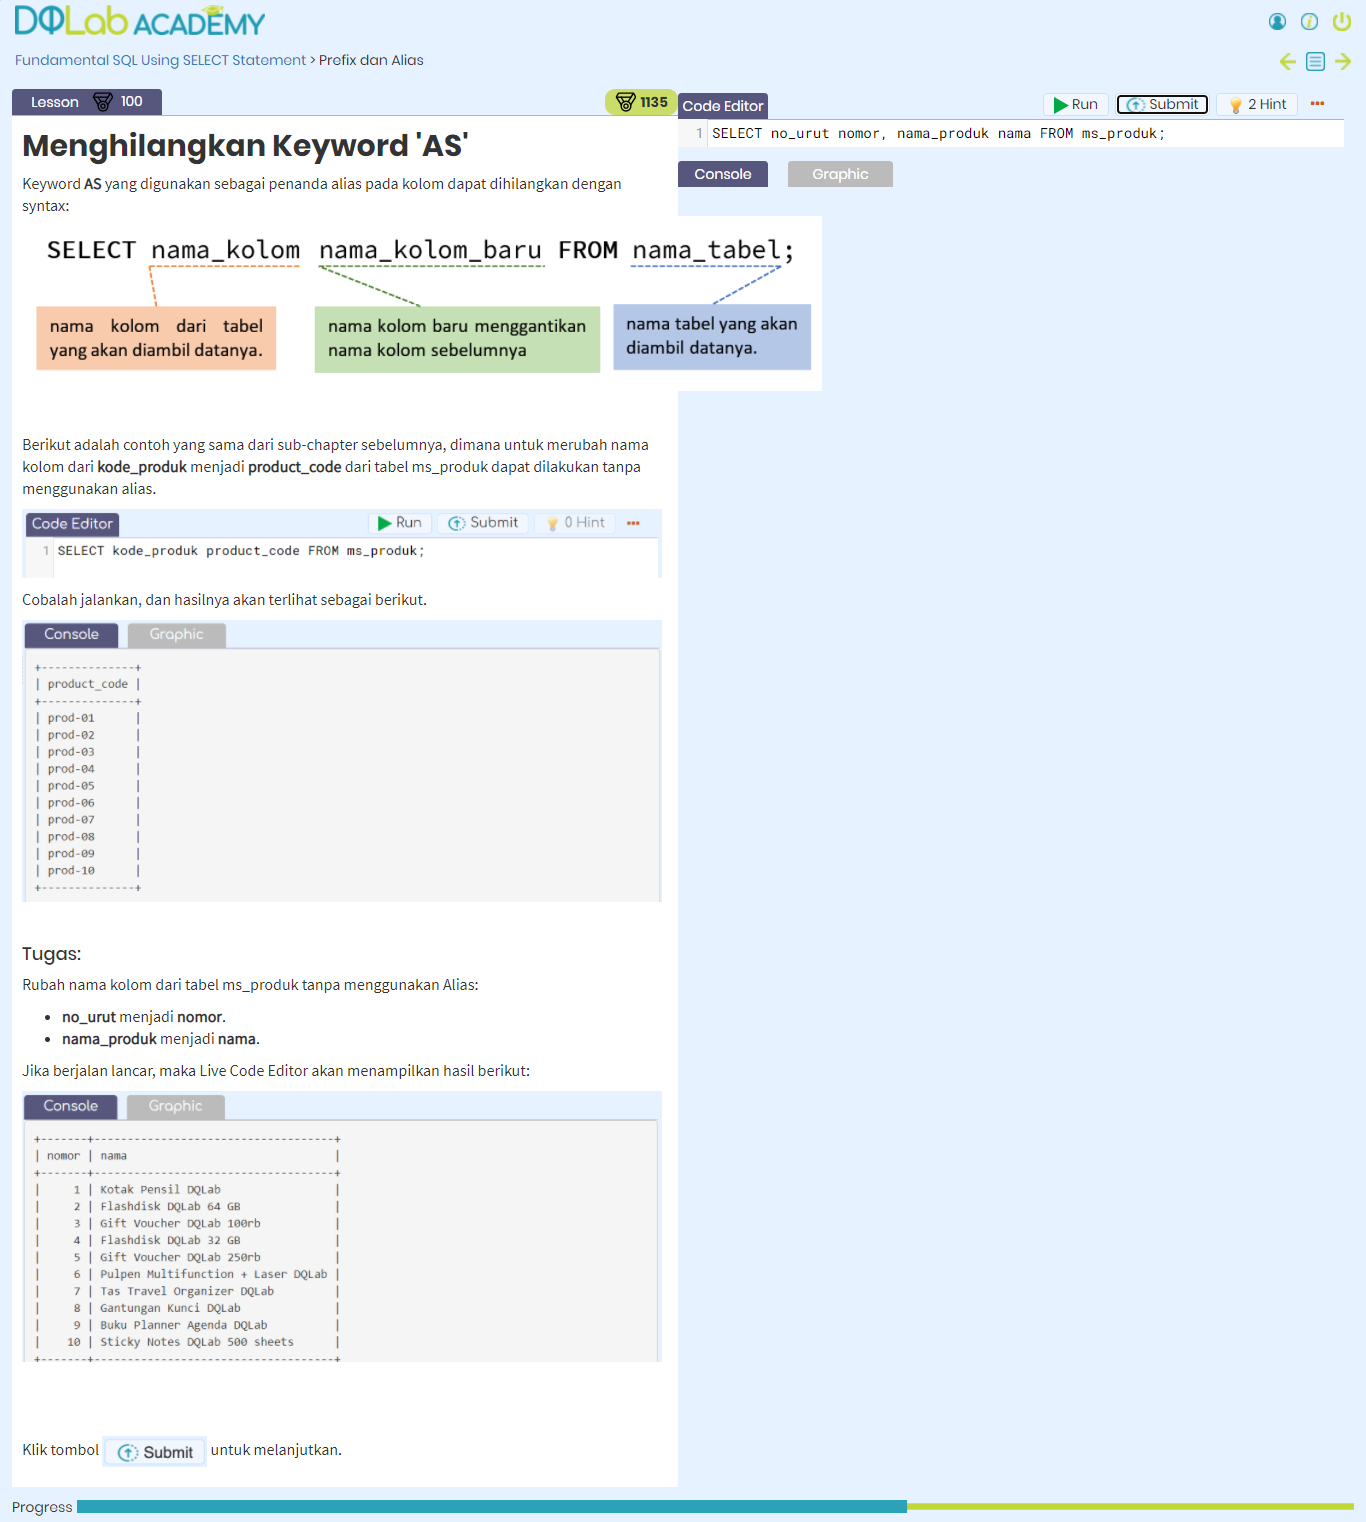 DQLab ACADEMY
Fundamental SQL Using SELECT Statement > Prefix dan Alias
Lesson 100
1135
Menghilangkan Keyword 'AS'
Keyword AS yang digunakan sebagai penanda alias pada kolom dapat dihilangkan dengan
syntax:
SELECT nama_kolom nama_kolom_baru FROM nama_tabel;
nama kolom dari tabel
yang akan diambil datanya.
nama kolom baru menggantikan
nama kolom sebelumnya
nama tabel yang akan
diambil datanya.
Berikut adalah contoh yang sama dari sub-chapter sebelumnya, dimana untuk merubah nama
kolom dari kode_produk menjadi product_code dari tabel ms_produk dapat dilakukan tanpa
menggunakan alias.
Code Editor Run Submit 0 Hint
1 SELECT kode_produk product_code FROM ms_produk;
Cobalah jalankan, dan hasilnya akan terlihat sebagai berikut.
Console Graphic
+--------------+
| product_code |
+--------------+
| prod-01      |
| prod-02      |
| prod-03      |
| prod-04      |
| prod-05      |
| prod-06      |
| prod-07      |
| prod-08      |
| prod-09      |
| prod-10      |
+--------------+
Tugas:
Rubah nama kolom dari tabel ms_produk tanpa menggunakan Alias:
• no_urut menjadi nomor.
• nama_produk menjadi nama.
Jika berjalan lancar, maka Live Code Editor akan menampilkan hasil berikut:
Console Graphic
+-------+------------------------------------+
| nomor | nama                               |
+-------+------------------------------------+
|     1 | Kotak Pensil DQLab                 |
|     2 | Flashdisk DQLab 64 GB              |
|     3 | Gift Voucher DQLab 100rb           |
|     4 | Flashdisk DQLab 32 GB              |
|     5 | Gift Voucher DQLab 250rb           |
|     6 | Pulpen Multifunction + Laser DQLab |
|     7 | Tas Travel Organizer DQLab         |
|     8 | Gantungan Kunci DQLab              |
|     9 | Buku Planner Agenda DQLab          |
|    10 | Sticky Notes DQLab 500 sheets      |
+-------+------------------------------------+
Klik tombol Submit untuk melanjutkan.
Code Editor Run Submit 2 Hint
1 SELECT no_urut nomor, nama_produk nama FROM ms_produk;
Console Graphic
Progress